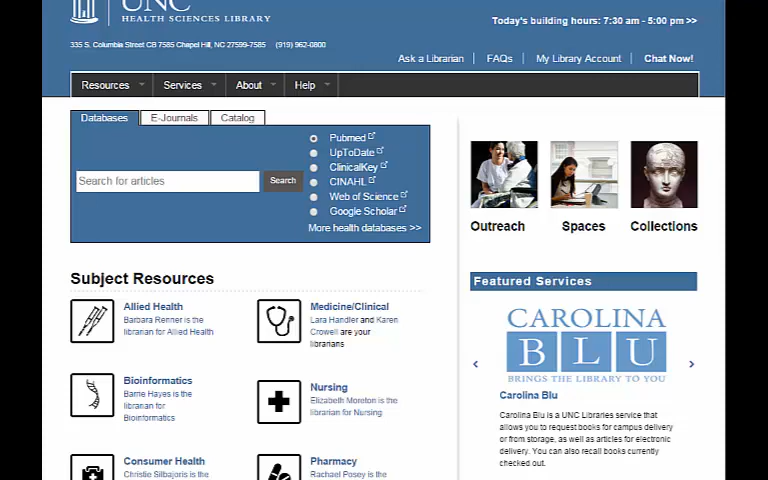 UNC
HEALTH SCIENCES LIBRARY
Today's building hours: 7:30 am - 5:00 pm >>
335 S. Columbia Street CB 7585 Chapel Hill, NC 27599-7585 (919) 962-0800
Ask a Librarian FAQs My Library Account Chat Now!
Resources Services About Help
Databases E-Journals Catalog
Search for articles Search
Pubmed
UpToDate
ClinicalKey
CINAHL
Web of Science
Google Scholar
More health databases >>
Outreach Spaces Collections
Subject Resources
Allied Health
Barbara Renner is the
librarian for Allied Health
Medicine/Clinical
Lara Handler and Karen
Crowell are your
librarians
Bioinformatics
Barrie Hayes is the
librarian for
Bioinformatics
Nursing
Elizabeth Moreton is the
librarian for Nursing
Consumer Health
Christie Silbajoris is the
Pharmacy
Rachael Posey is the
Featured Services
CAROLINA
BLU
BRINGS THE LIBRARY TO YOU
Carolina Blu
Carolina Blu is a UNC Libraries service that
allows you to request books for campus delivery
or from storage, as well as articles for electronic
delivery. You can also recall books currently
checked out.